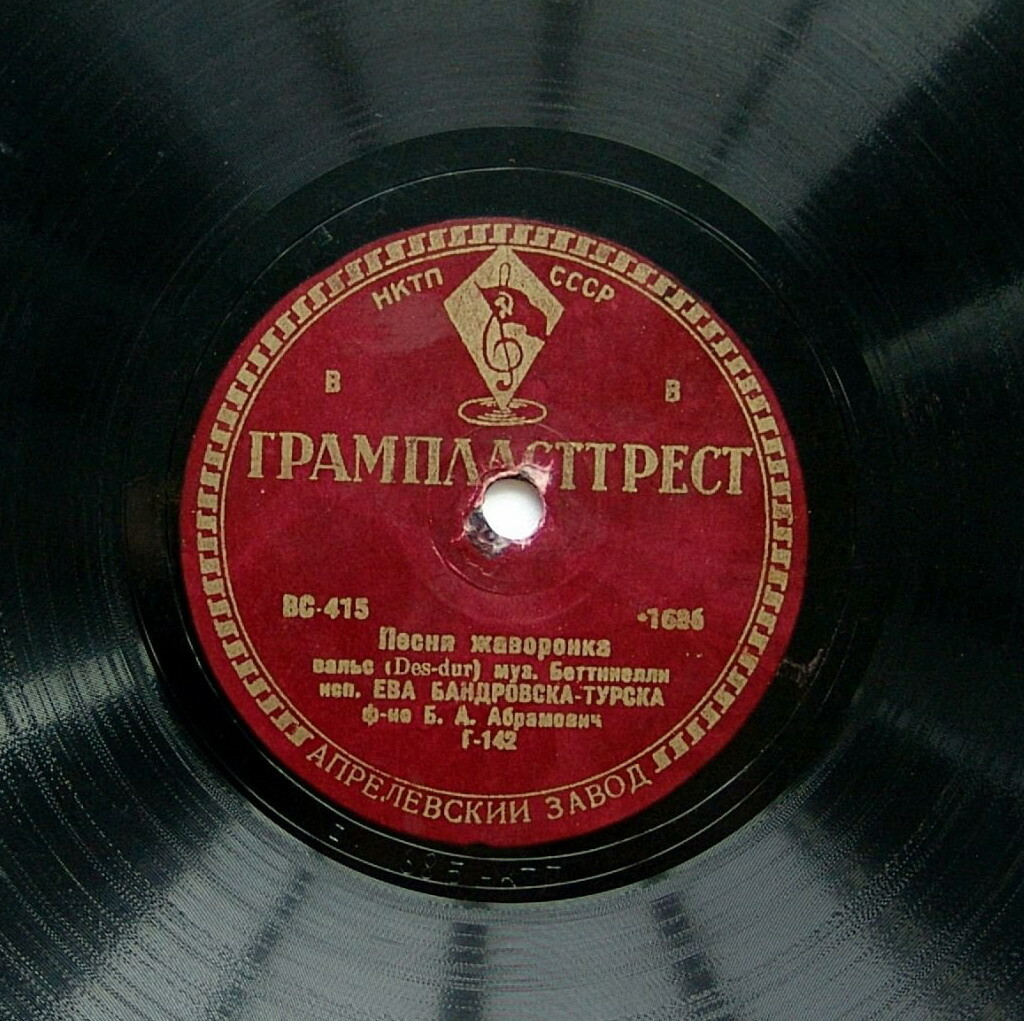 НКТП СССР
В В
ГРАМПЛАСТТРЕСТ
ВС-415
Песня жаворонка
вальс (Des-dur) муз. Беттинелли
исп. ЕВА БАНДРОВСКА-ТУРСКА
ф-но Б. А. Абрамович
Г-142
АПРЕЛЕВСКИЙ ЗАВОД